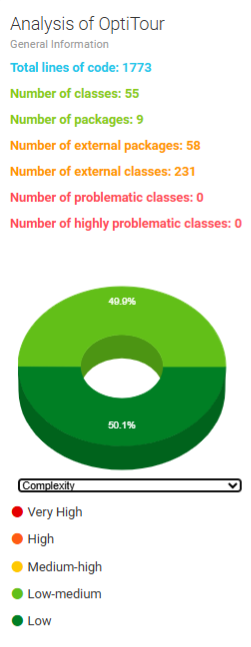 Analysis of OptiTour
General Information
Total lines of code: 1773
Number of classes: 55
Number of packages: 9
Number of external packages: 58
Number of external classes: 231
Number of problematic classes: 0
Number of highly problematic classes: 0
49.9%
50.1%
Complexity
Very High
High
Medium-high
Low-medium
Low